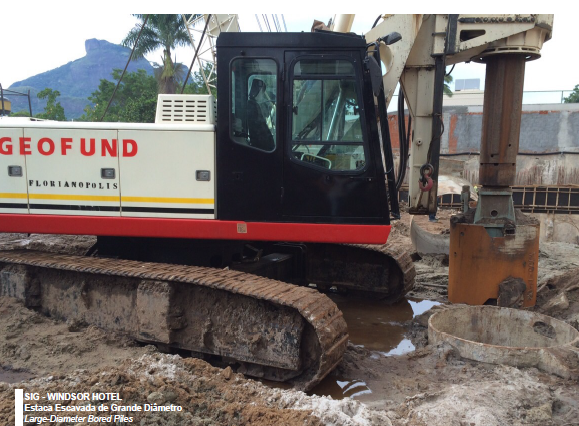 GEOFUND
FLORIANOPOLIS
SIG - WINDSOR HOTEL
Estaca Escavada de Grande Diâmetro
Large-Diameter Bored Piles